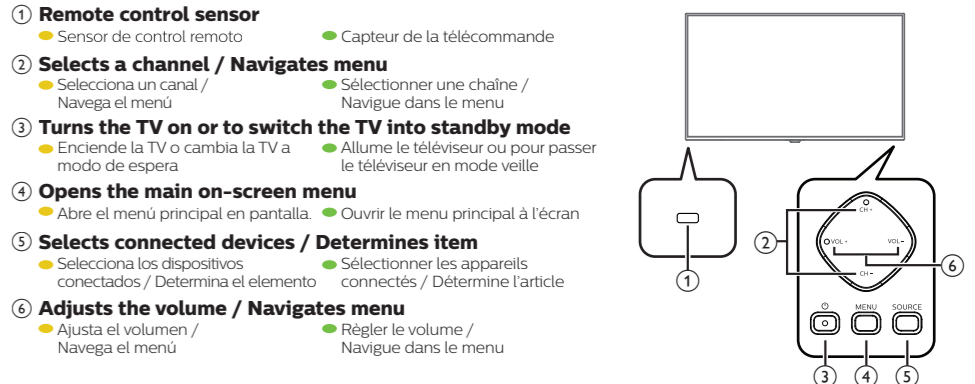 ① Remote control sensor
Sensor de control remoto
Capteur de la télécommande
② Selects a channel / Navigates menu
Selecciona un canal /
Navega el menú
Sélectionner une chaîne /
Navigue dans le menu
③ Turns the TV on or to switch the TV into standby mode
Enciende la TV o cambia la TV a
modo de espera
Allume le téléviseur ou pour passer
le téléviseur en mode veille
④ Opens the main on-screen menu
Abre el menú principal en pantalla.
Ouvrir le menu principal à l'écran
⑤ Selects connected devices / Determines item
Selecciona los dispositivos
conectados / Determina el elemento
Sélectionner les appareils
connectés / Détermine l'article
⑥ Adjusts the volume / Navigates menu
Ajusta el volumen /
Navega el menú
Règler le volume /
Navigue dans le menu
①
CH +
VOL +
VOL –
CH –
②
⑥
MENU
SOURCE
③
④
⑤